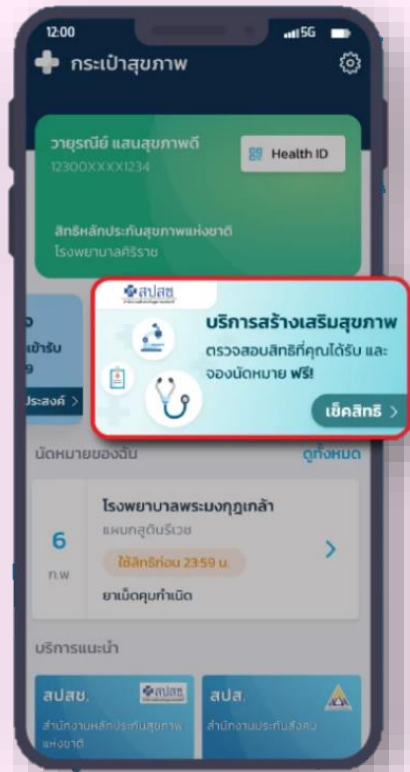 12:00
5G
กระเป๋าสุขภาพ
วายุรณีย์ แสนสุขภาพดี
12300XXXX1234
Health ID
สิทธิหลักประกันสุขภาพแห่งชาติ
โรงพยาบาลศิริราช
สปสช
บริการสร้างเสริมสุขภาพ
ตรวจสอบสิทธิที่คุณได้รับ และ
จองนัดหมาย ฟรี!
เช็คสิทธิ >
เข้ารับ
ประสงค์ >
นัดหมายของฉัน
ดูทั้งหมด
6
ก.พ
โรงพยาบาลพระมงกุฎเกล้า
แผนกสูตินรีเวช
ใช้สิทธิก่อน 23:59 น.
ยาเม็ดคุมกำเนิด
บริการแนะนำ
สปสช.
สปสช
สำนักงานหลักประกันสุขภาพ
แห่งชาติ
สปส.
สำนักงานประกันสังคม